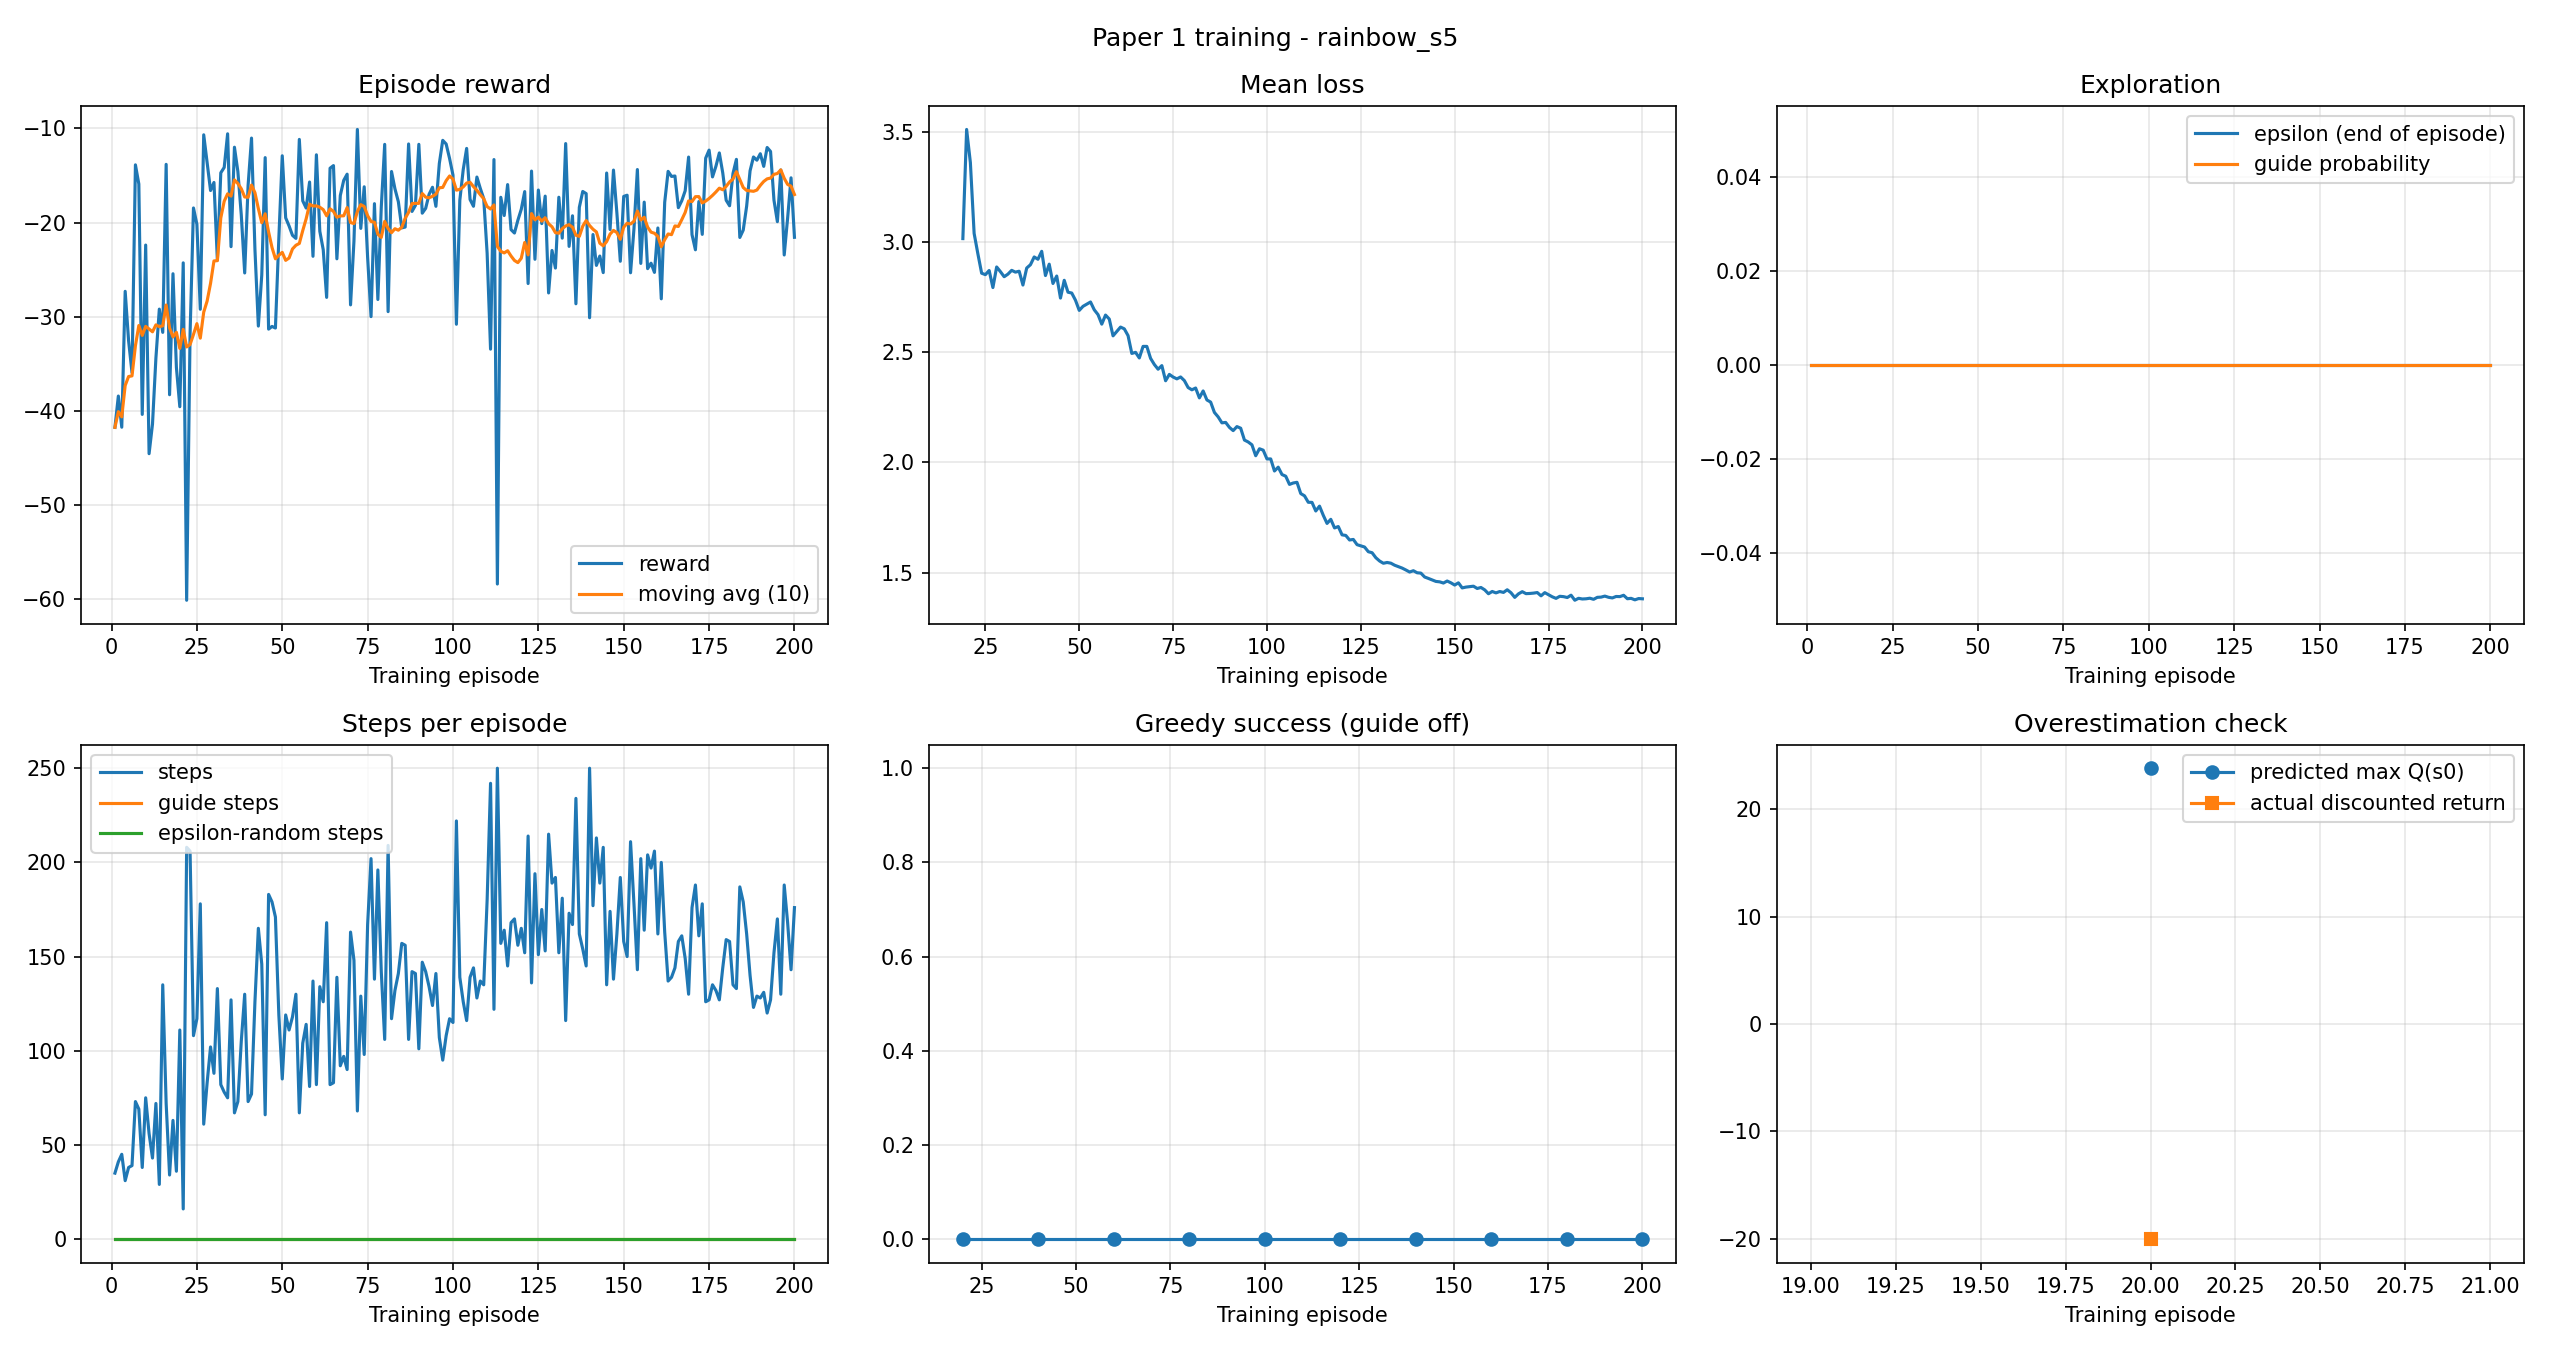 Paper 1 training - rainbow_s5
Episode reward
−10
−20
−30
−40
−50
−60
0 25 50 75 100 125 150 175 200
Training episode
reward
moving avg (10)
Mean loss
3.5
3.0
2.5
2.0
1.5
25 50 75 100 125 150 175 200
Training episode
Exploration
epsilon (end of episode)
guide probability
0.04
0.02
0.00
−0.02
−0.04
0 25 50 75 100 125 150 175 200
Training episode
Steps per episode
steps
guide steps
epsilon-random steps
250
200
150
100
50
0
0 25 50 75 100 125 150 175 200
Training episode
Greedy success (guide off)
1.0
0.8
0.6
0.4
0.2
0.0
25 50 75 100 125 150 175 200
Training episode
Overestimation check
predicted max Q(s0)
actual discounted return
20
10
0
−10
−20
19.00 19.25 19.50 19.75 20.00 20.25 20.50 20.75 21.00
Training episode